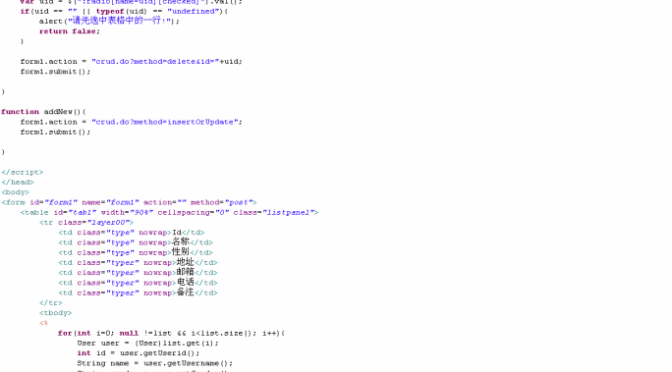 var uid = $(":radio[name=uid][checked]").val();
if(uid == "" || typeof(uid) == "undefined"){
alert("请先选中表格中的一行!");
return false;
}
form1.action = "crud.do?method=delete&id="+uid;
form1.submit();
}
function addNew(){
form1.action = "crud.do?method=insertOrUpdate";
form1.submit();
}
</script>
</head>
<body>
<form id="form1" name="form1" action="" method="post">
<table id="tab1" width="90%" cellspacing="0" class="listpanel">
<tr class="layer00">
<td class="type" nowrap>Id</td>
<td class="type" nowrap>名称</td>
<td class="type" nowrap>性别</td>
<td class="typer" nowrap>地址</td>
<td class="typer" nowrap>邮箱</td>
<td class="typer" nowrap>电话</td>
<td class="typer" nowrap>备注</td>
</tr>
<tbody>
<%
for(int i=0; null !=list && i<list.size(); i++){
User user = (User)list.get(i);
int id = user.getUserid();
String name = user.getUsername();